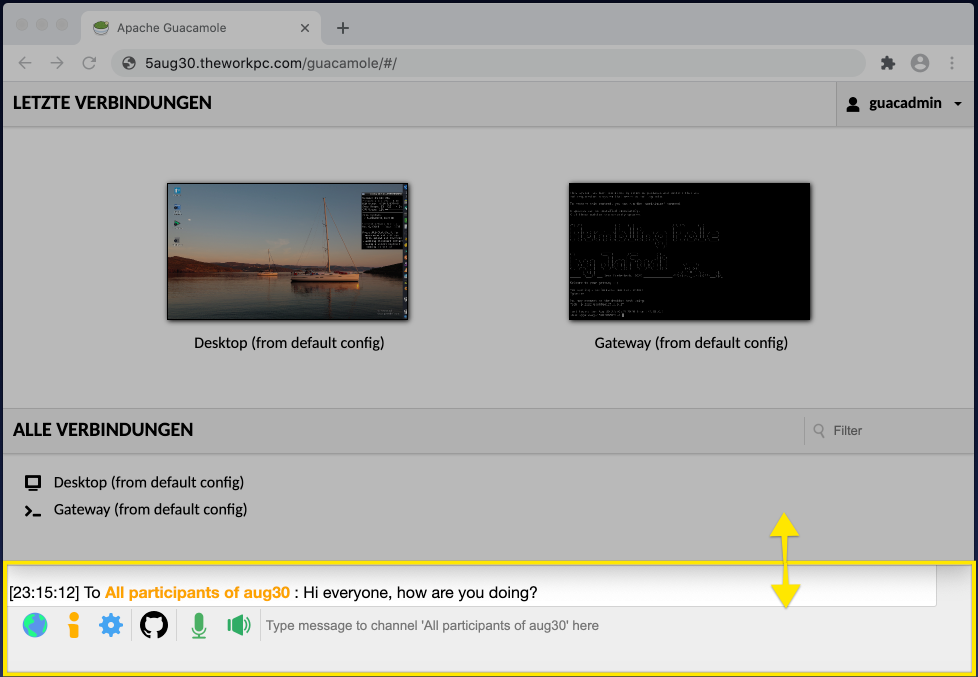 Apache Guacamole
5aug30.theworkpc.com/guacamole/#/
LETZTE VERBINDUNGEN
guacadmin
Desktop (from default config)
Gateway (from default config)
ALLE VERBINDUNGEN
Filter
Desktop (from default config)
Gateway (from default config)
[23:15:12] To All participants of aug30 : Hi everyone, how are you doing?
Type message to channel 'All participants of aug30' here